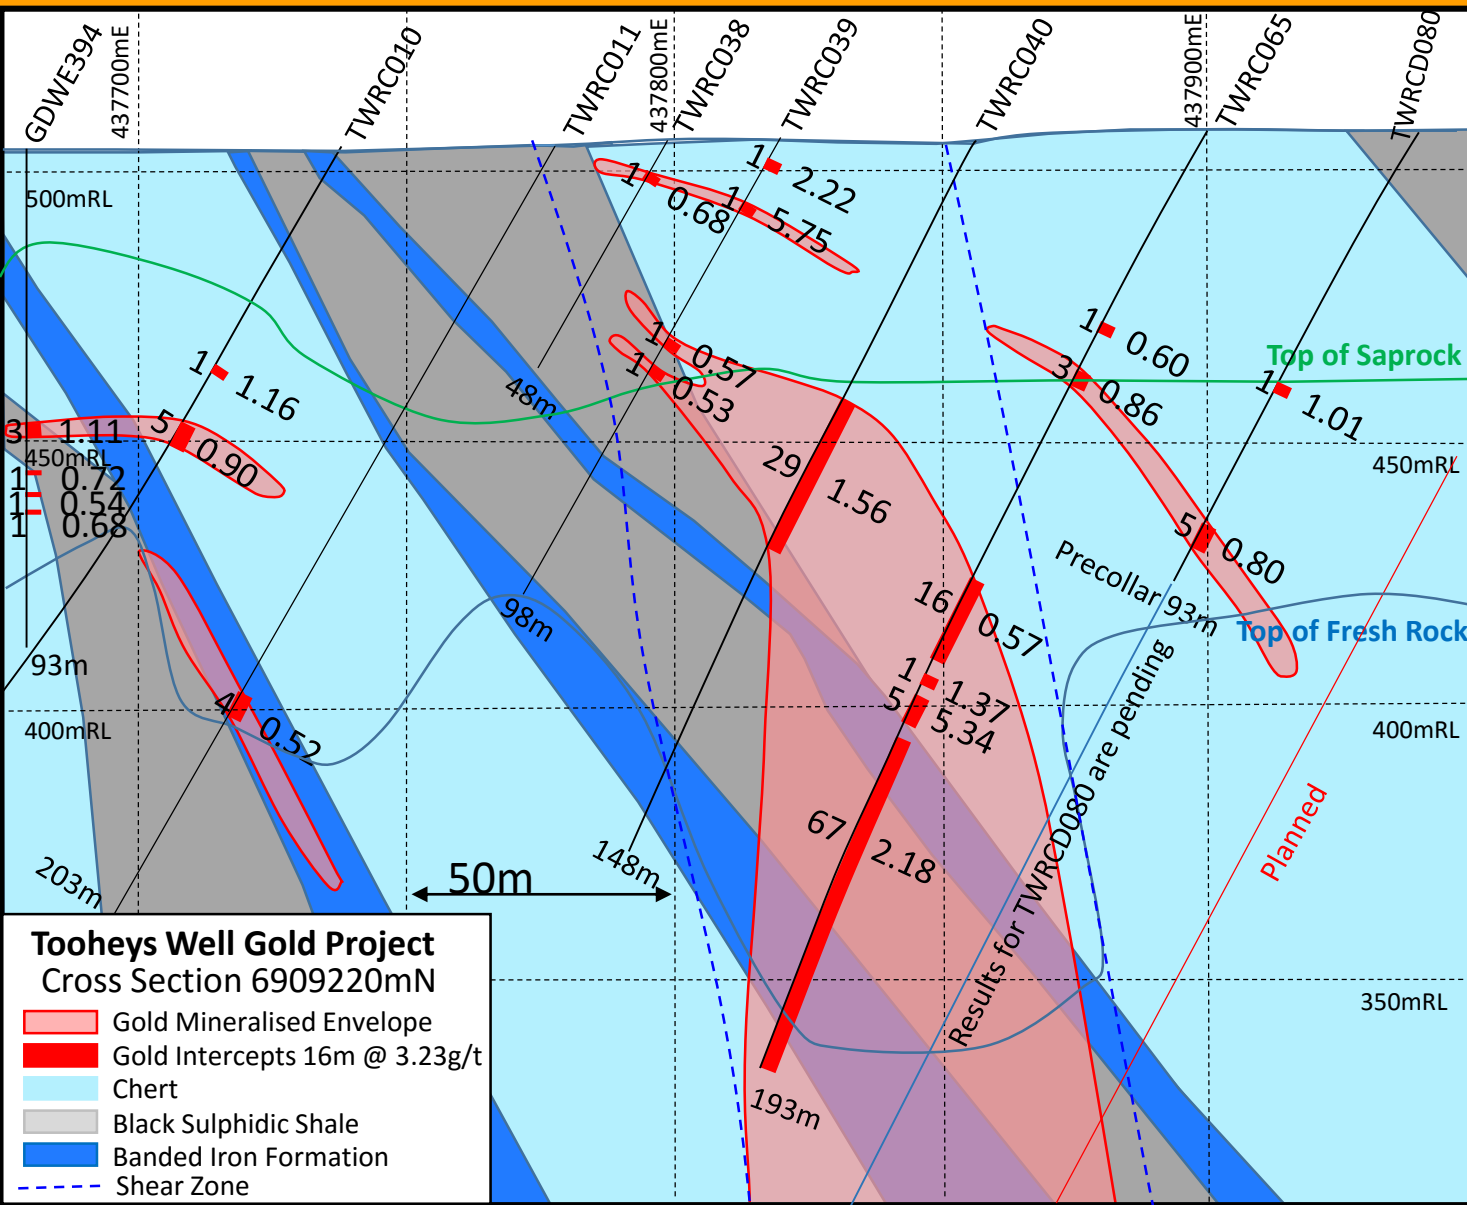 GDWE394
437700mE
TWRC010
TWRC011
437800mE
TWRC038
TWRC039
TWRC040
437900mE
TWRC065
TWRCD080
500mRL
1 0.68
1 5.75
1 2.22
1 1.16
48m
1 0.57
1 0.53
1 0.60
3 0.86
1 1.01
Top of Saprock
3 1.11
450mRL
1 0.72
1 0.54
1 0.68
5 0.90
29 1.56
450mRL
5 0.80
Precollar 93m
Top of Fresh Rock
98m
16 0.57
1 1.37
5 5.34
93m
4 0.52
400mRL
400mRL
67 2.18
Results for TWRCD080 are pending
Planned
203m
50m
148m
350mRL
193m
Tooheys Well Gold Project
Cross Section 6909220mN
Gold Mineralised Envelope
Gold Intercepts 16m @ 3.23g/t
Chert
Black Sulphidic Shale
Banded Iron Formation
Shear Zone